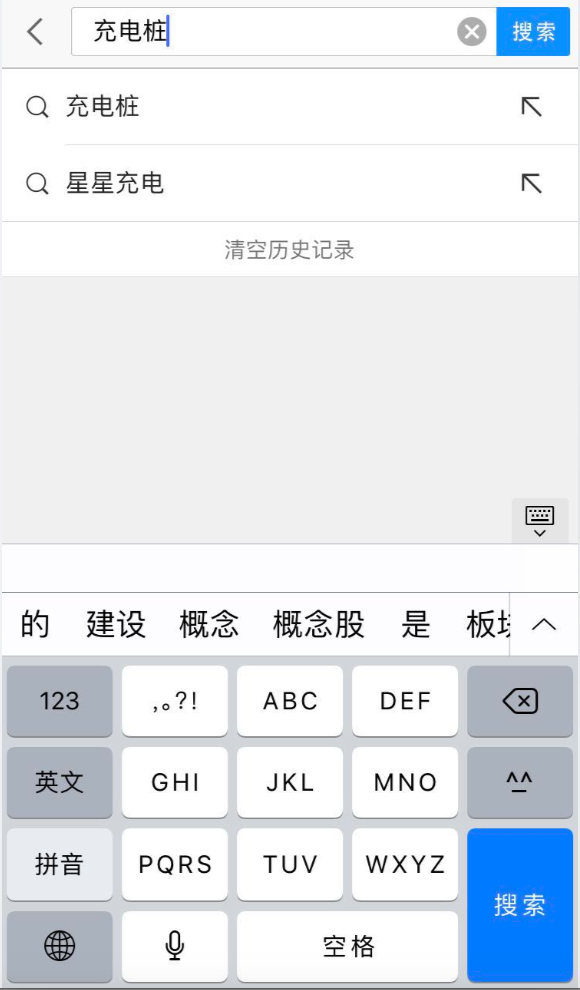 充电桩 搜索
充电桩
星星充电
清空历史记录
的 建设 概念 概念股 是 板块
123 ,。?! ABC DEF
英文 GHI JKL MNO ^^
拼音 PQRS TUV WXYZ 搜索
空格